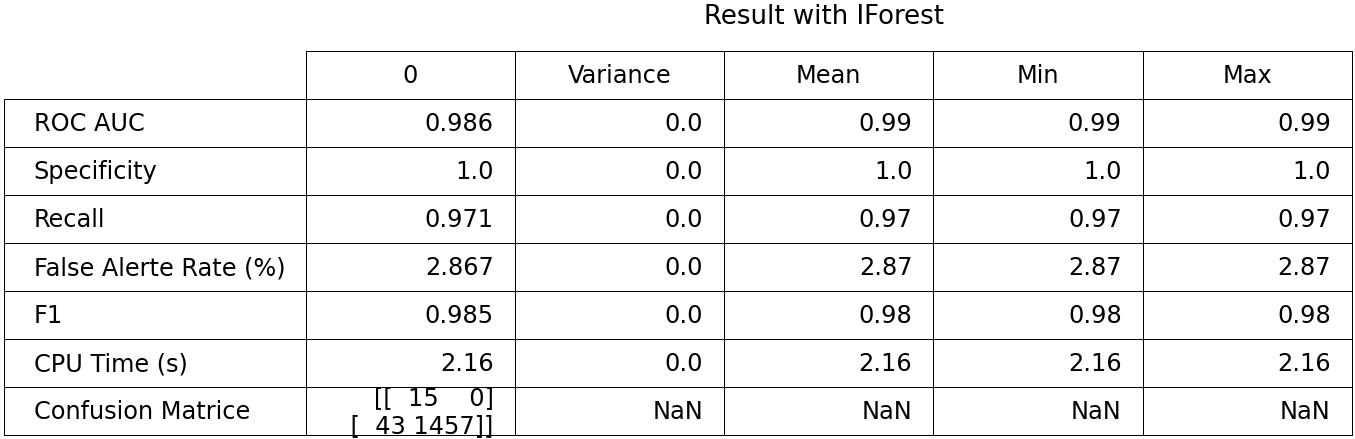 Result with IForest
0 Variance Mean Min Max
ROC AUC 0.986 0.0 0.99 0.99 0.99
Specificity 1.0 0.0 1.0 1.0 1.0
Recall 0.971 0.0 0.97 0.97 0.97
False Alerte Rate (%) 2.867 0.0 2.87 2.87 2.87
F1 0.985 0.0 0.98 0.98 0.98
CPU Time (s) 2.16 0.0 2.16 2.16 2.16
Confusion Matrice [[ 15 0] NaN NaN NaN NaN
[ 43 1457]]